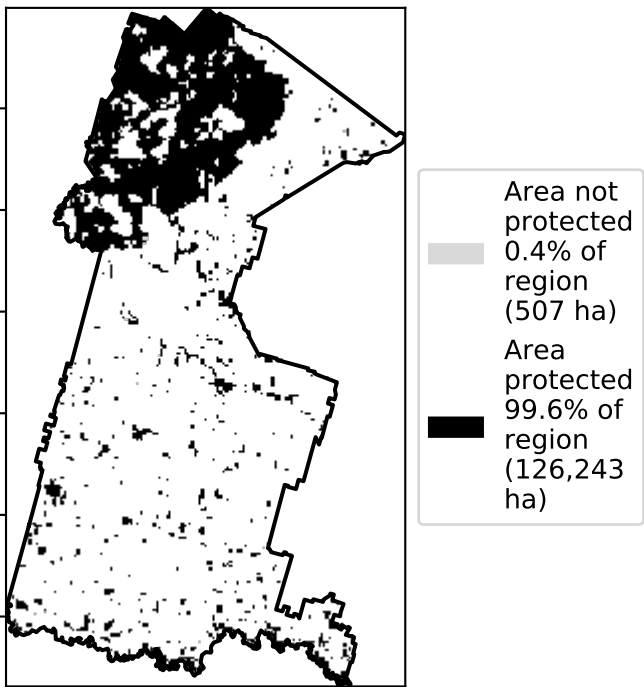 Area not
protected
0.4% of
region
(507 ha)
Area
protected
99.6% of
region
(126,243
ha)